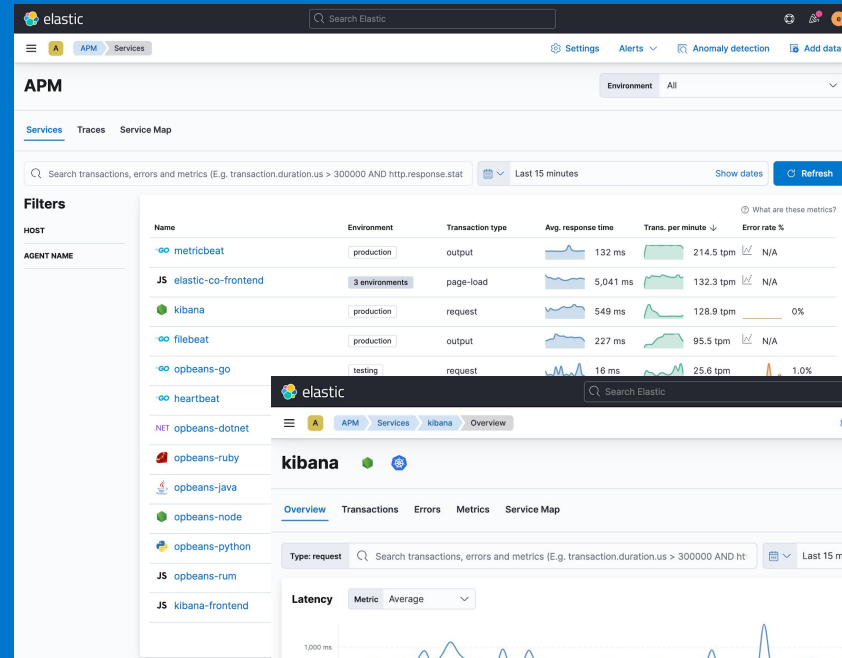 elastic
Search Elastic
e
A APM Services
Settings Alerts Anomaly detection Add data
APM
Environment All
Services Traces Service Map
Search transactions, errors and metrics (E.g. transaction.duration.us > 300000 AND http.response.stat
Last 15 minutes Show dates Refresh
Filters
HOST
AGENT NAME
What are these metrics?
Name Environment Transaction type Avg. response time Trans. per minute Error rate %
GO metricbeat production output 132 ms 214.5 tpm N/A
JS elastic-co-frontend 3 environments page-load 5,041 ms 132.3 tpm N/A
kibana production request 549 ms 128.9 tpm 0%
GO filebeat production output 227 ms 95.5 tpm N/A
GO opbeans-go testing request 16 ms 25.6 tpm 1.0%
GO heartbeat
.NET opbeans-dotnet
opbeans-ruby
opbeans-java
opbeans-node
opbeans-python
JS opbeans-rum
JS kibana-frontend
elastic
Search Elastic
A APM Services kibana Overview
kibana
Overview Transactions Errors Metrics Service Map
Type: request Search transactions, errors and metrics (E.g. transaction.duration.us > 300000 AND ht
Last 15 m
Latency Metric Average
1,000 ms